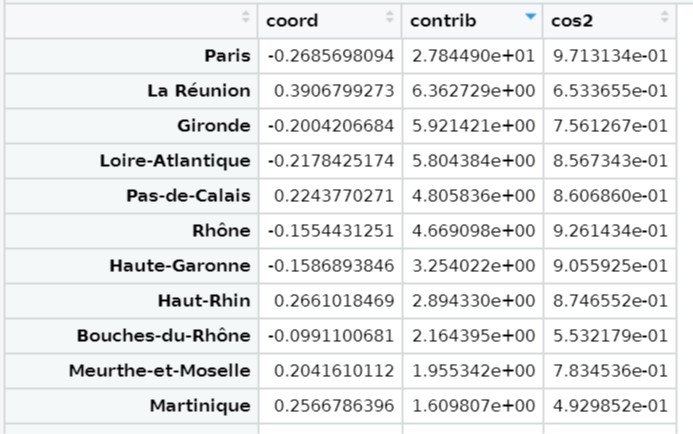 coord contrib cos2
Paris -0.2685698094 2.784490e+01 9.713134e-01
La Réunion 0.3906799273 6.362729e+00 6.533655e-01
Gironde -0.2004206684 5.921421e+00 7.561267e-01
Loire-Atlantique -0.2178425174 5.804384e+00 8.567343e-01
Pas-de-Calais 0.2243770271 4.805836e+00 8.606860e-01
Rhône -0.1554431251 4.669098e+00 9.261434e-01
Haute-Garonne -0.1586893846 3.254022e+00 9.055925e-01
Haut-Rhin 0.2661018469 2.894330e+00 8.746552e-01
Bouches-du-Rhône -0.0991100681 2.164395e+00 5.532179e-01
Meurthe-et-Moselle 0.2041610112 1.955342e+00 7.834536e-01
Martinique 0.2566786396 1.609807e+00 4.929852e-01